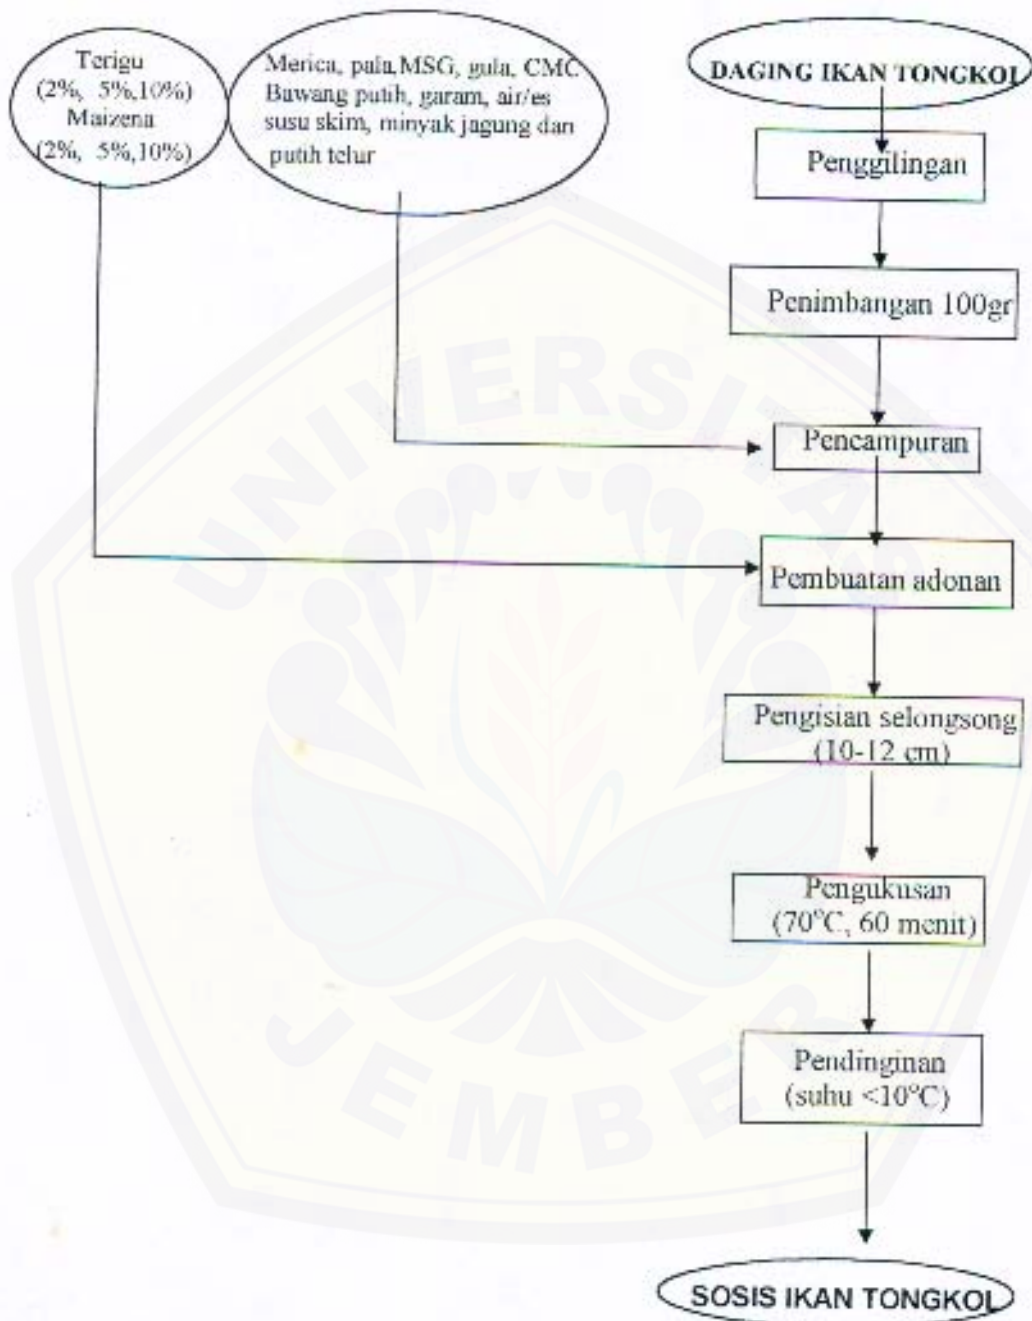 Terigu
(2%, 5%,10%)
Maizena
(2%, 5%,10%)
Merica, pala, MSG, gula, CMC
Bawang putih, garam, air/es
susu skim, minyak jagung dan
putih telur
DAGING IKAN TONGKOL
Penggilingan
Penimbangan 100gr
Pencampuran
Pembuatan adonan
Pengisian selongsong
(10-12 cm)
Pengukusan
(70°C, 60 menit)
Pendinginan
(suhu <10°C)
SOSIS IKAN TONGKOL
UNIVERSITAS
JEMBER